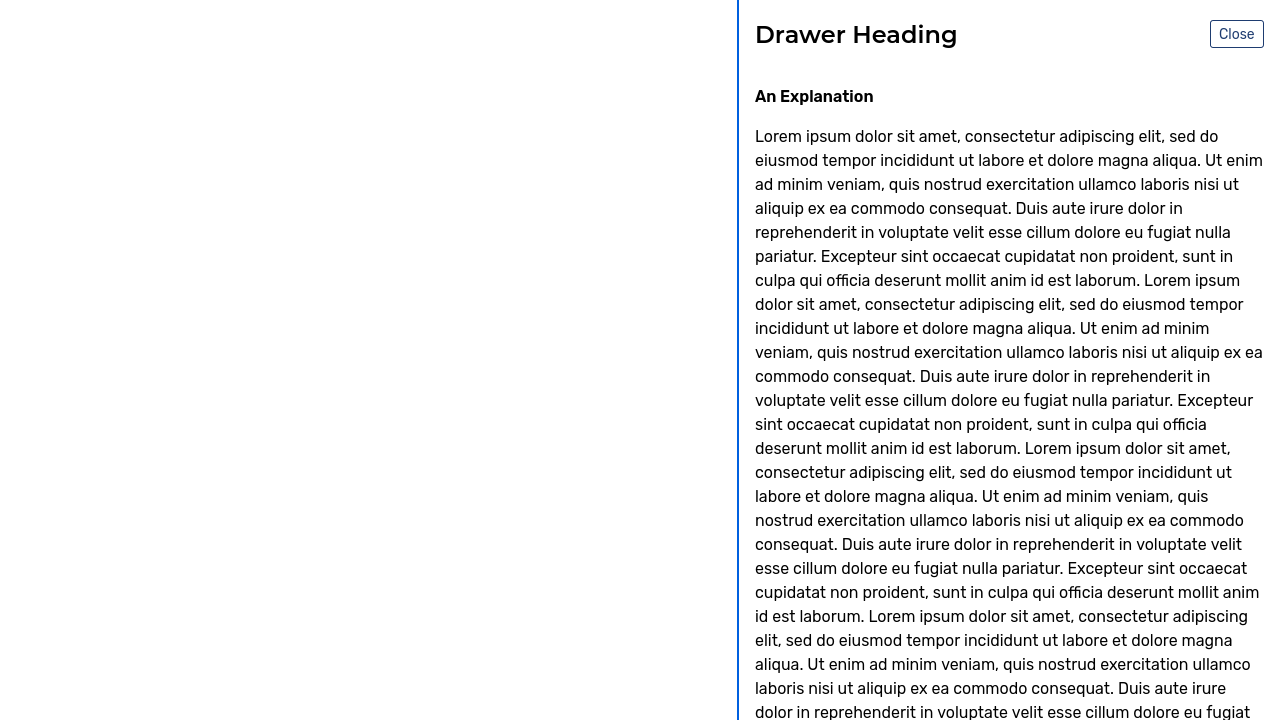 Drawer Heading
Close
An Explanation
Lorem ipsum dolor sit amet, consectetur adipiscing elit, sed do
eiusmod tempor incididunt ut labore et dolore magna aliqua. Ut enim
ad minim veniam, quis nostrud exercitation ullamco laboris nisi ut
aliquip ex ea commodo consequat. Duis aute irure dolor in
reprehenderit in voluptate velit esse cillum dolore eu fugiat nulla
pariatur. Excepteur sint occaecat cupidatat non proident, sunt in
culpa qui officia deserunt mollit anim id est laborum. Lorem ipsum
dolor sit amet, consectetur adipiscing elit, sed do eiusmod tempor
incididunt ut labore et dolore magna aliqua. Ut enim ad minim
veniam, quis nostrud exercitation ullamco laboris nisi ut aliquip ex ea
commodo consequat. Duis aute irure dolor in reprehenderit in
voluptate velit esse cillum dolore eu fugiat nulla pariatur. Excepteur
sint occaecat cupidatat non proident, sunt in culpa qui officia
deserunt mollit anim id est laborum. Lorem ipsum dolor sit amet,
consectetur adipiscing elit, sed do eiusmod tempor incididunt ut
labore et dolore magna aliqua. Ut enim ad minim veniam, quis
nostrud exercitation ullamco laboris nisi ut aliquip ex ea commodo
consequat. Duis aute irure dolor in reprehenderit in voluptate velit
esse cillum dolore eu fugiat nulla pariatur. Excepteur sint occaecat
cupidatat non proident, sunt in culpa qui officia deserunt mollit anim
id est laborum. Lorem ipsum dolor sit amet, consectetur adipiscing
elit, sed do eiusmod tempor incididunt ut labore et dolore magna
aliqua. Ut enim ad minim veniam, quis nostrud exercitation ullamco
laboris nisi ut aliquip ex ea commodo consequat. Duis aute irure
dolor in reprehenderit in voluptate velit esse cillum dolore eu fugiat